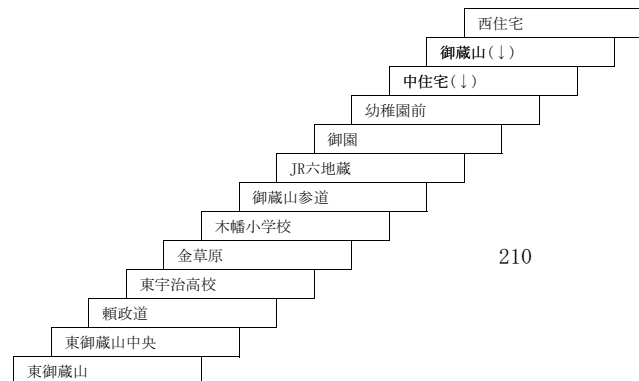 西住宅
御蔵山(↓)
中住宅(↓)
幼稚園前
御園
JR六地蔵
御蔵山参道
木幡小学校
金草原
210
東宇治高校
頼政道
東御蔵山中央
東御蔵山